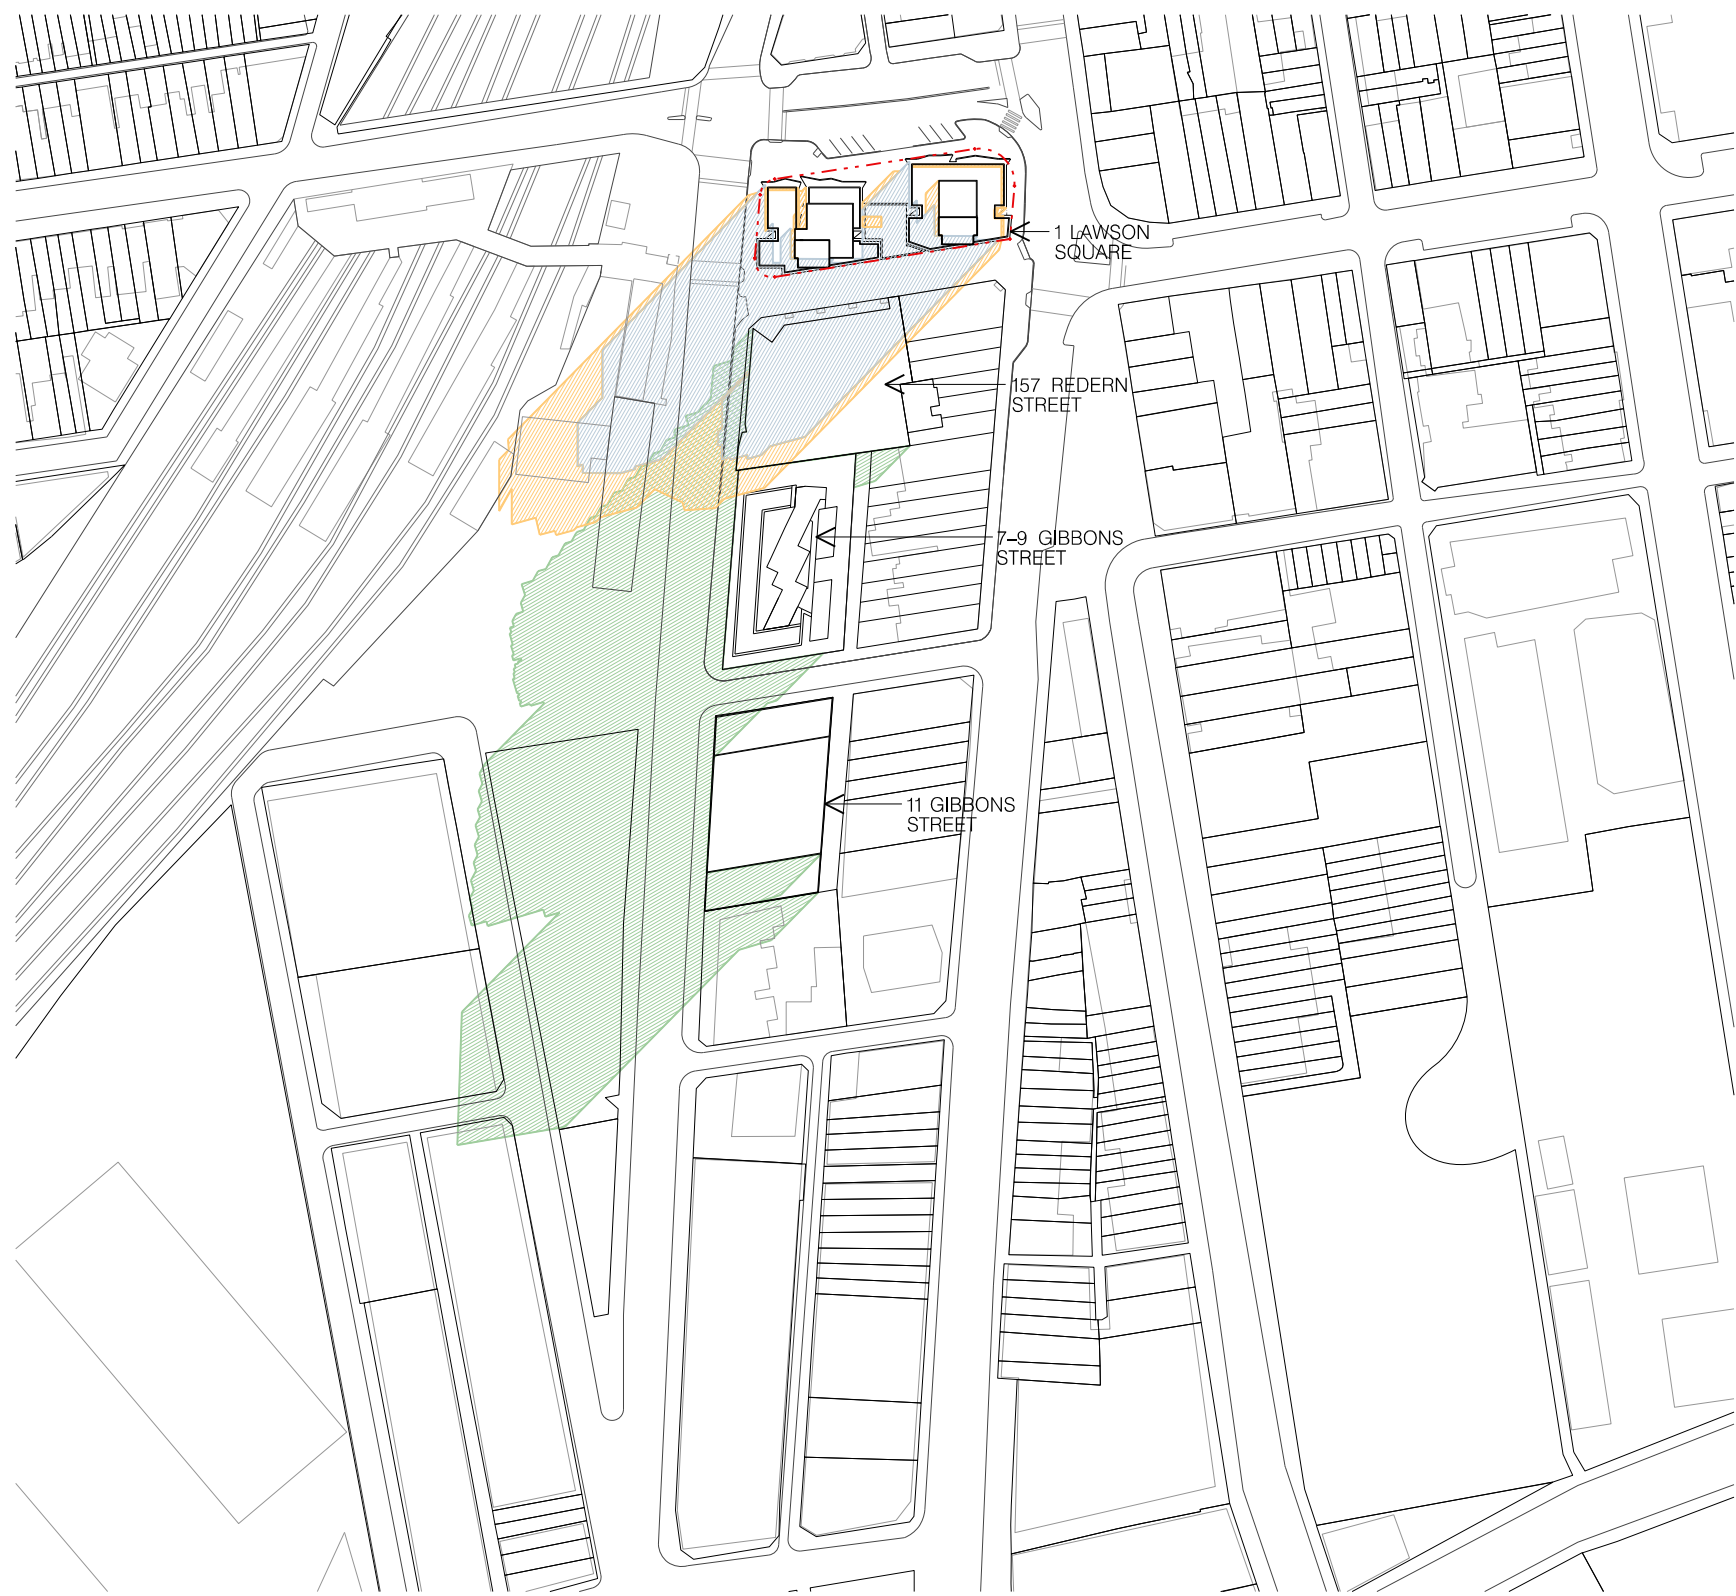 1 LAWSON
SQUARE
157 REDERN
STREET
7–9 GIBBONS
STREET
11 GIBBONS
STREET